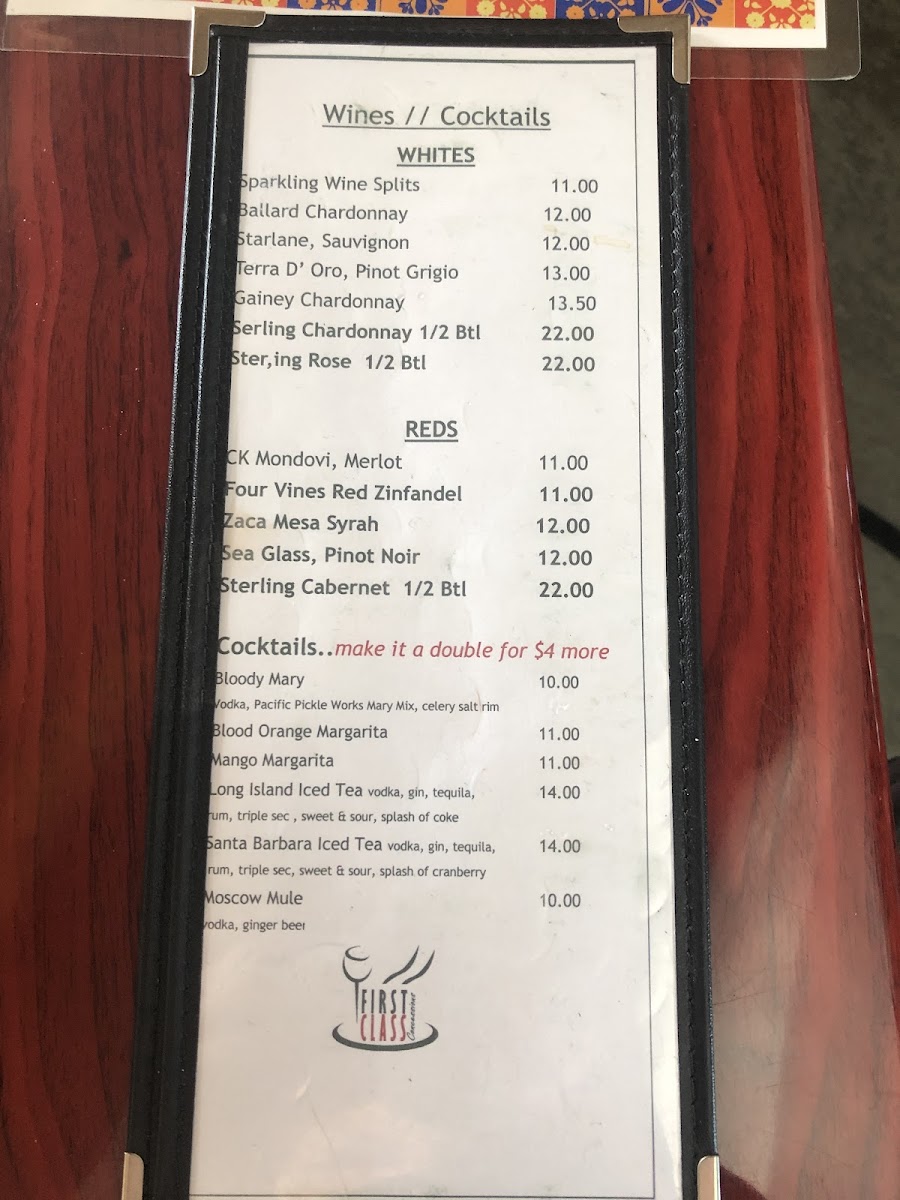 Wines // Cocktails
WHITES
Sparkling Wine Splits 11.00
Ballard Chardonnay 12.00
Starlane, Sauvignon 12.00
Terra D' Oro, Pinot Grigio 13.00
Gainey Chardonnay 13.50
Serling Chardonnay 1/2 Btl 22.00
Ster,ing Rose 1/2 Btl 22.00
REDS
CK Mondovi, Merlot 11.00
Four Vines Red Zinfandel 11.00
Zaca Mesa Syrah 12.00
Sea Glass, Pinot Noir 12.00
Sterling Cabernet 1/2 Btl 22.00
Cocktails..make it a double for $4 more
Bloody Mary 10.00
Vodka, Pacific Pickle Works Mary Mix, celery salt rim
Blood Orange Margarita 11.00
Mango Margarita 11.00
Long Island Iced Tea vodka, gin, tequila, 14.00
rum, triple sec , sweet & sour, splash of coke
Santa Barbara Iced Tea vodka, gin, tequila, 14.00
rum, triple sec, sweet & sour, splash of cranberry
Moscow Mule 10.00
vodka, ginger beer
FIRST
CLASS
Concessions